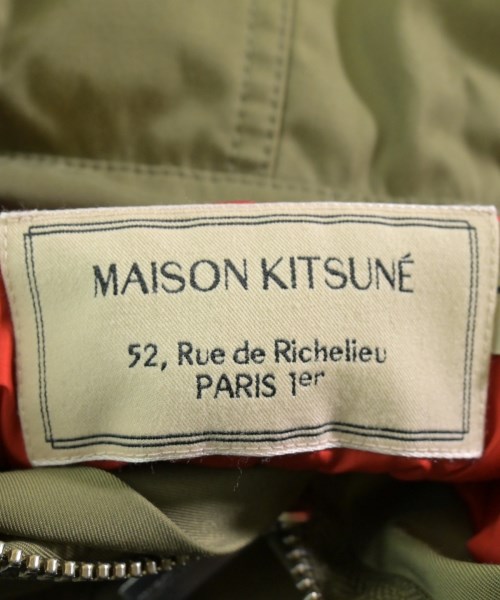 MAISON KITSUNÉ
52, Rue de Richelieu
PARIS 1er